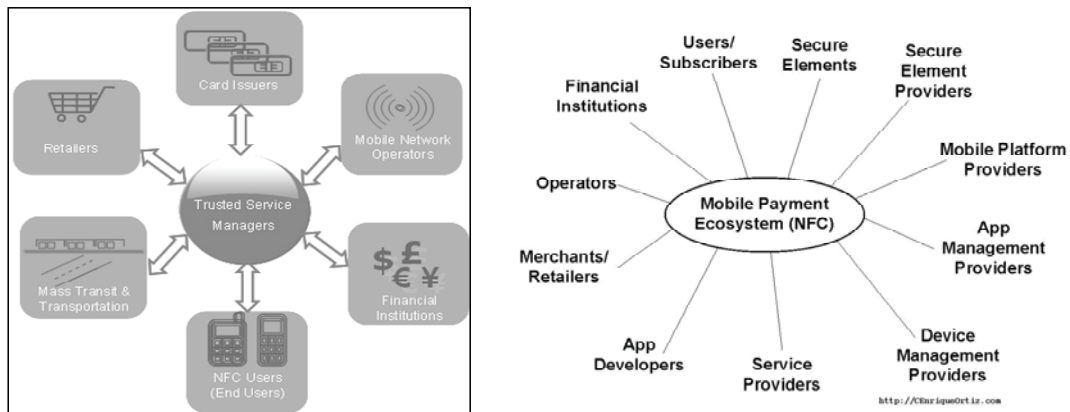 Card Issuers
Retailers
Mobile Network
Operators
Trusted Service
Managers
Mass Transit &
Transportation
$ £
€ ¥
Financial
Institutions
NFC Users
(End Users)
Users/
Subscribers
Secure
Elements
Secure
Element
Providers
Financial
Institutions
Mobile Platform
Providers
Operators
Mobile Payment
Ecosystem (NFC)
App
Management
Providers
Merchants/
Retailers
App
Developers
Service
Providers
Device
Management
Providers
http://CEnriqueOrtiz.com